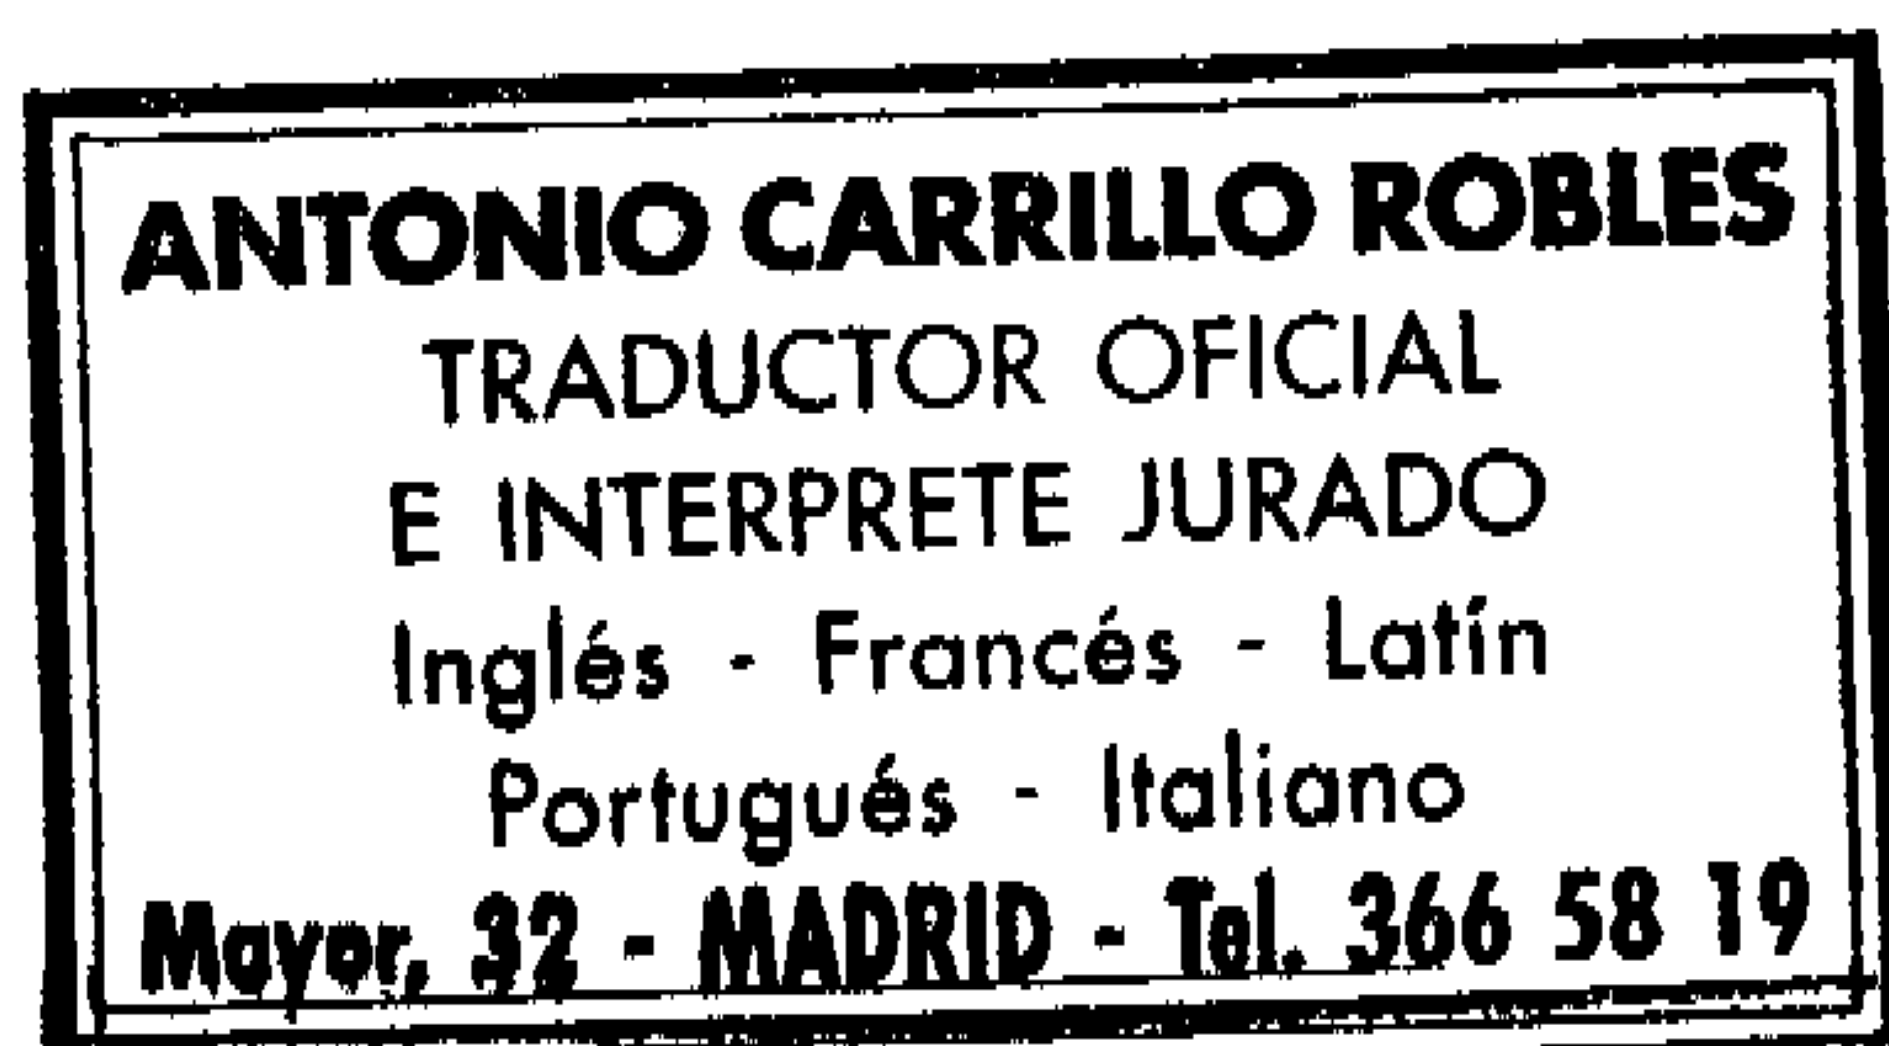 ANTONIO CARRILLO ROBLES
TRADUCTOR OFICIAL
E INTERPRETE JURADO
Inglés - Francés - Latín
Portugués - Italiano
Mayor, 32 - MADRID - Tel. 366 58 19